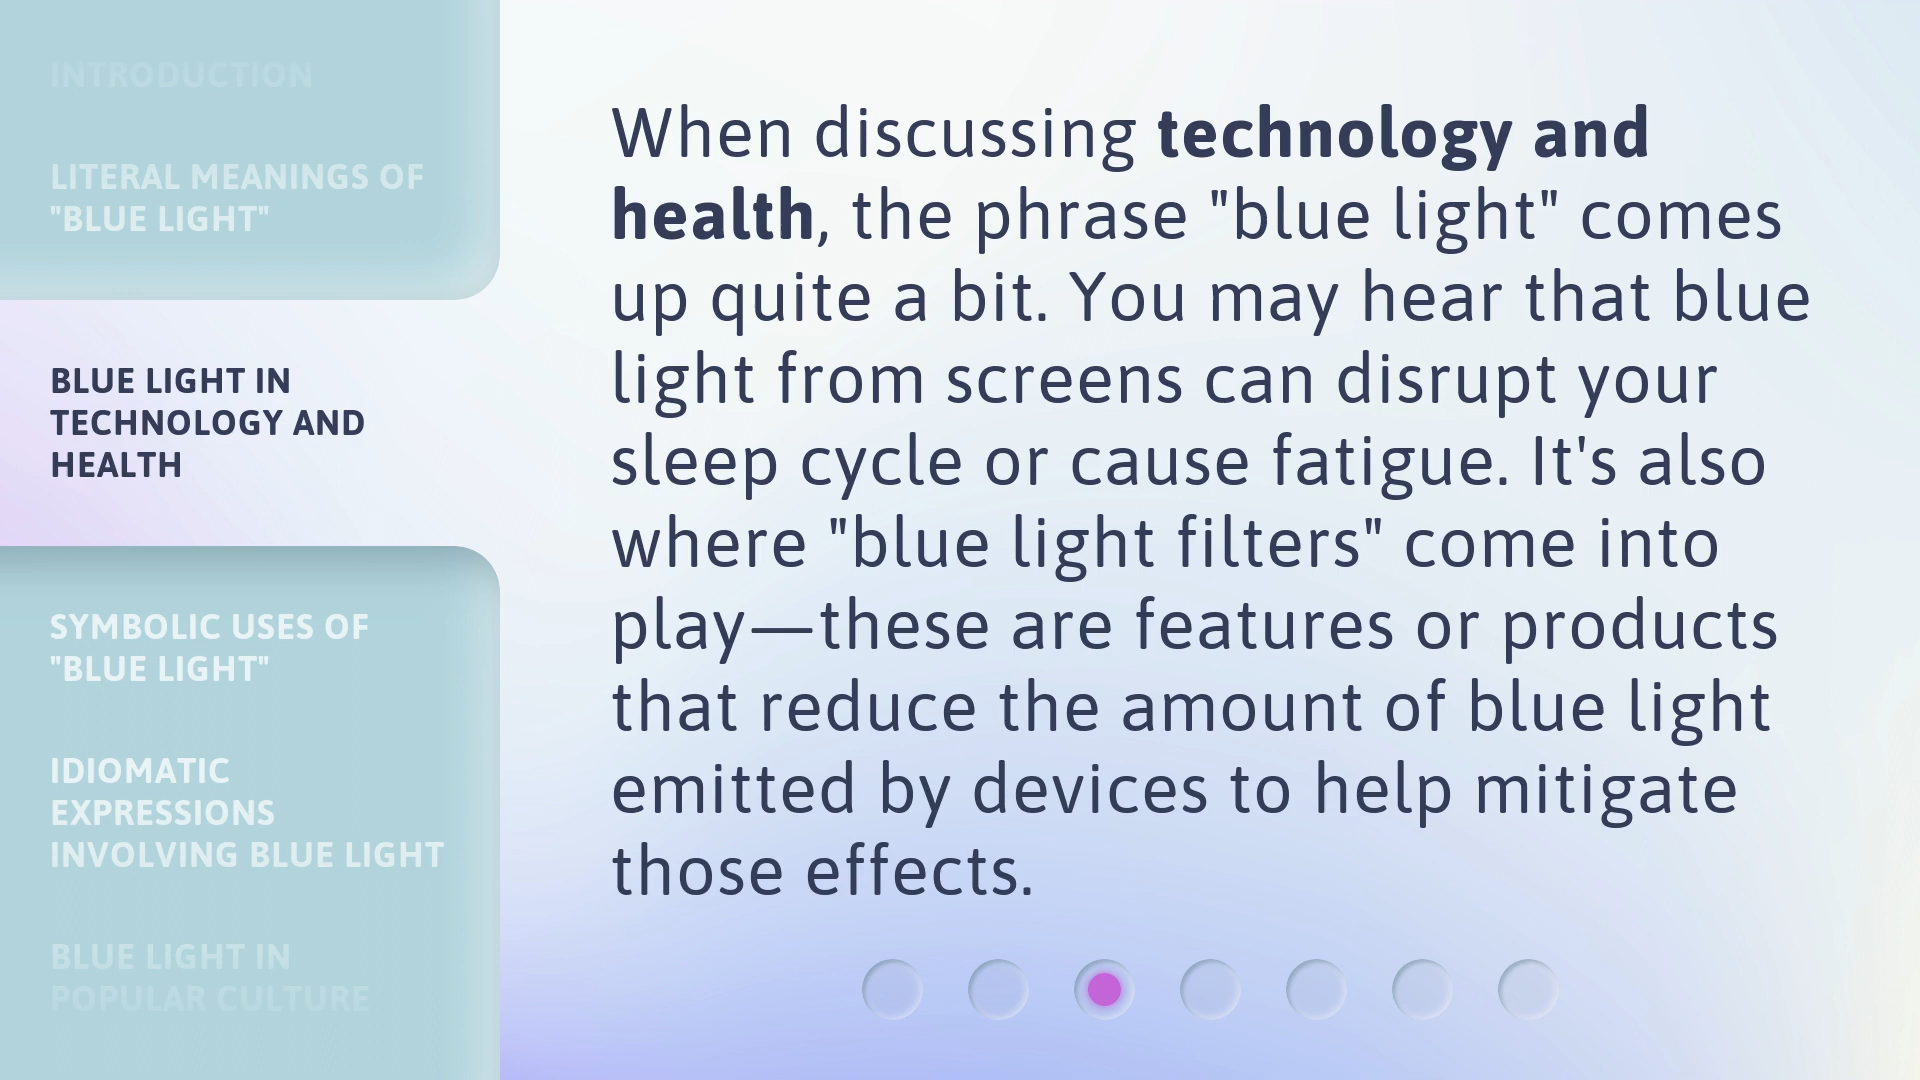 INTRODUCTION
LITERAL MEANINGS OF
"BLUE LIGHT"
BLUE LIGHT IN
TECHNOLOGY AND
HEALTH
SYMBOLIC USES OF
"BLUE LIGHT"
IDIOMATIC
EXPRESSIONS
INVOLVING BLUE LIGHT
BLUE LIGHT IN
POPULAR CULTURE
When discussing technology and
health, the phrase "blue light" comes
up quite a bit. You may hear that blue
light from screens can disrupt your
sleep cycle or cause fatigue. It's also
where "blue light filters" come into
play—these are features or products
that reduce the amount of blue light
emitted by devices to help mitigate
those effects.